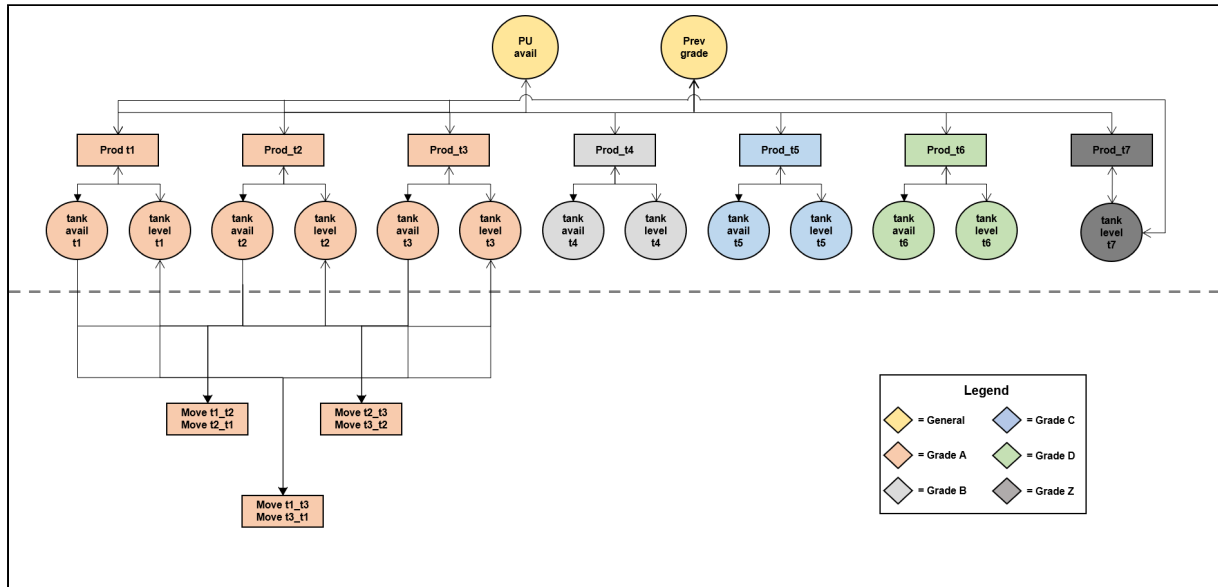 PU
avail
Prev
grade
Prod t1
Prod_t2
Prod_t3
Prod_t4
Prod_t5
Prod_t6
Prod_t7
tank
avail
t1
tank
level
t1
tank
avail
t2
tank
level
t2
tank
avail
t3
tank
level
t3
tank
avail
t4
tank
level
t4
tank
avail
t5
tank
level
t5
tank
avail
t6
tank
level
t6
tank
level
t7
Move t1_t2
Move t2_t1
Move t2_t3
Move t3_t2
Move t1_t3
Move t3_t1
Legend
= General
= Grade C
= Grade A
= Grade D
= Grade B
= Grade Z